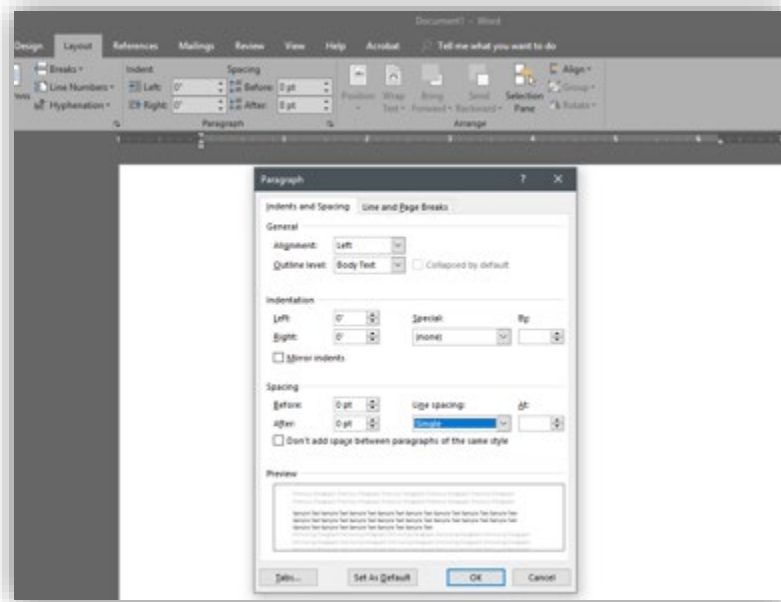 Document1 - Word
Design Layout References Mailings Review View Help Acrobat Tell me what you want to do
Breaks Indent Spacing Align
Line Numbers Left: 0" Before: 0 pt Position Wrap Bring Send Selection Group
Hyphenation Right: 0" After: 8 pt Text Forward Backward Pane Rotate
Paragraph Arrange
Paragraph ? X
Indents and Spacing Line and Page Breaks
General
Alignment: Left
Outline level: Body Text Collapsed by default
Indentation
Left: 0" Special: By:
Right: 0" (none)
Mirror indents
Spacing
Before: 0 pt Line spacing: At:
After: 0 pt Single
Don't add space between paragraphs of the same style
Preview
Tabs... Set As Default OK Cancel